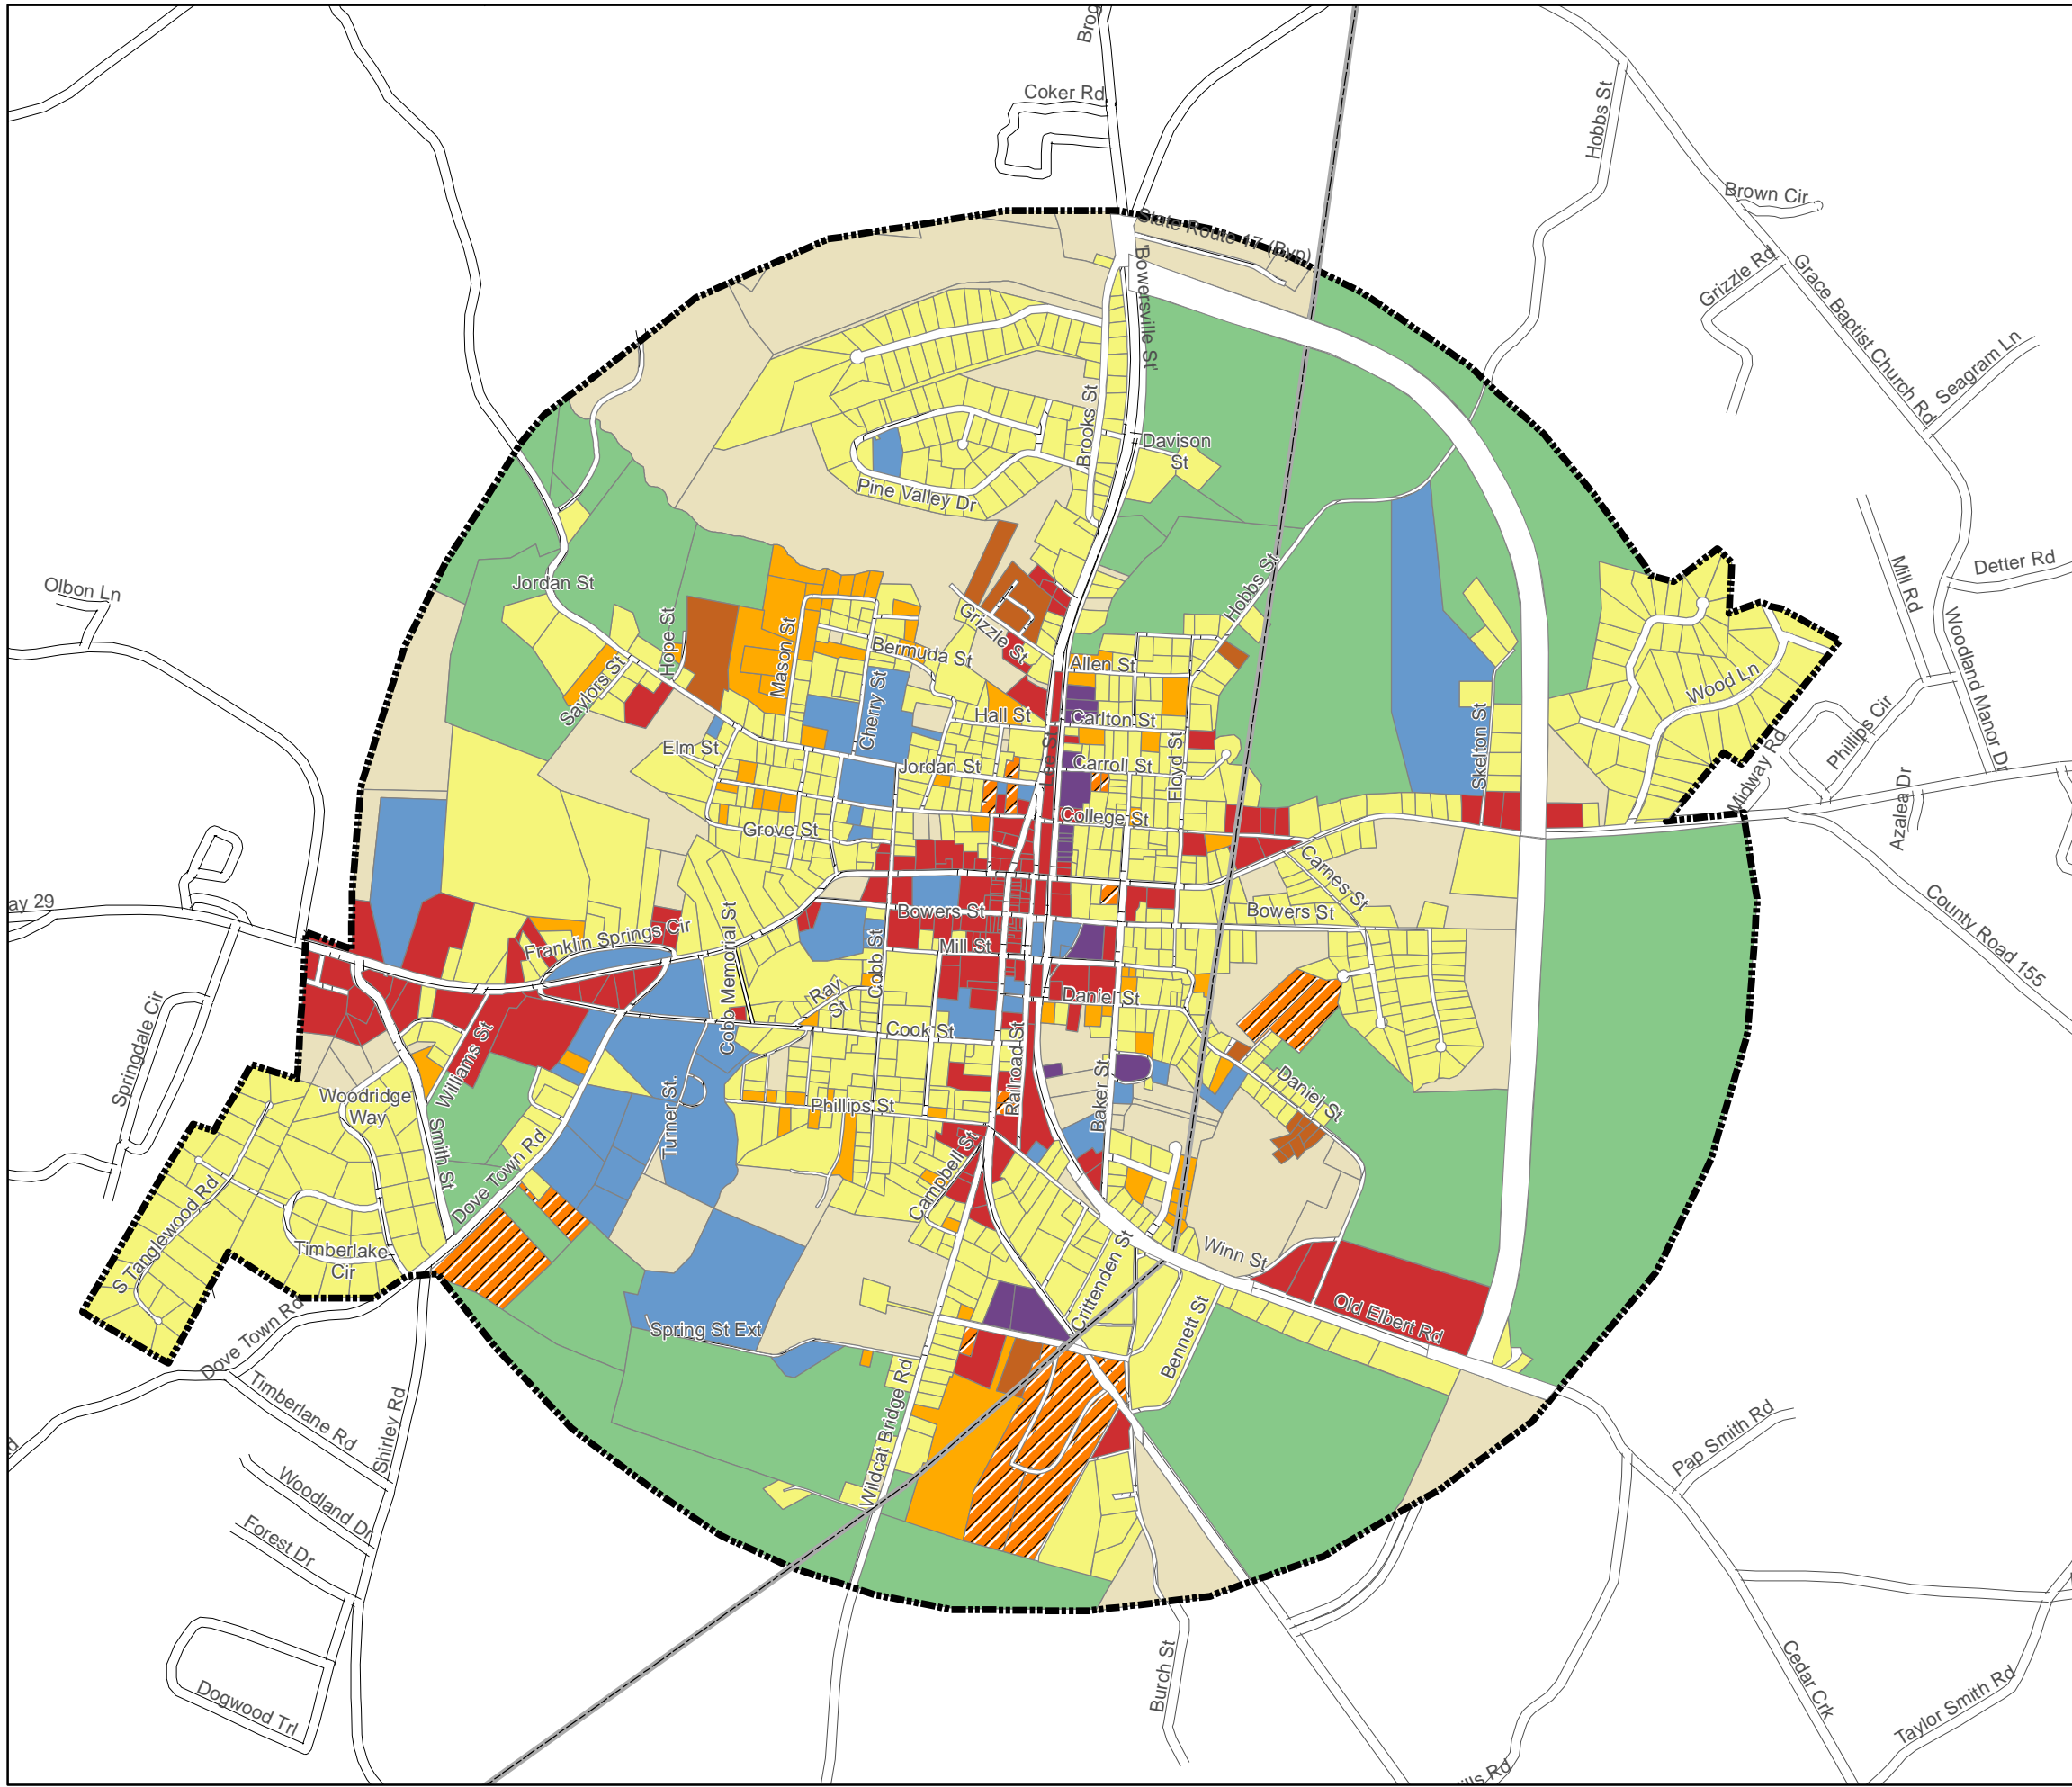 Brog
Coker Rd
Hobbs St
Brown Cir
State Route 17 (Byp)
'Bowersville St'
Grizzle Rd
Grace Baptist Church Rd
Seagram Ln
Brooks St
Davison
St
Pine Valley Dr
Mill Rd
Detter Rd
Olbon Ln
Jordan St
Hobbs St
Hope St
Grizzle St
Mason St
Bermuda St
Allen St
Woodland Manor Dr
Wood Ln
Saylors St
Cherry St
Hall St
Carlton St
Phillips Cir
Elm St
Skelton St
Jordan St
Carroll St
Floyd St
Midway Rd
Azalea Dr
Grove St
College St
Carnes St
ay 29
Bowers St
Bowers St
County Road 155
Franklin Springs Cir
Cobb Memorial St
Cobb St
Mill St
Ray
St
Daniel St
Springdale Cir
Cook St
Williams St
Woodridge
Way
Railroad St
Baker St
Daniel St
Turner St.
Phillips St
Smith St
Dove Town Rd
Campbell St
S Tanglewood Rd
Timberlake
Cir
Winn St
Crittenden St
Old Elbert Rd
Spring St Ext
Bennett St
Dove Town Rd
Timberlane Rd
Shirley Rd
Wildcat Bridge Rd
Pap Smith Rd
Woodland Dr
Forest Dr
Burch St
Cedar Crk
Dogwood Trl
Taylor Smith Rd
ills Rd